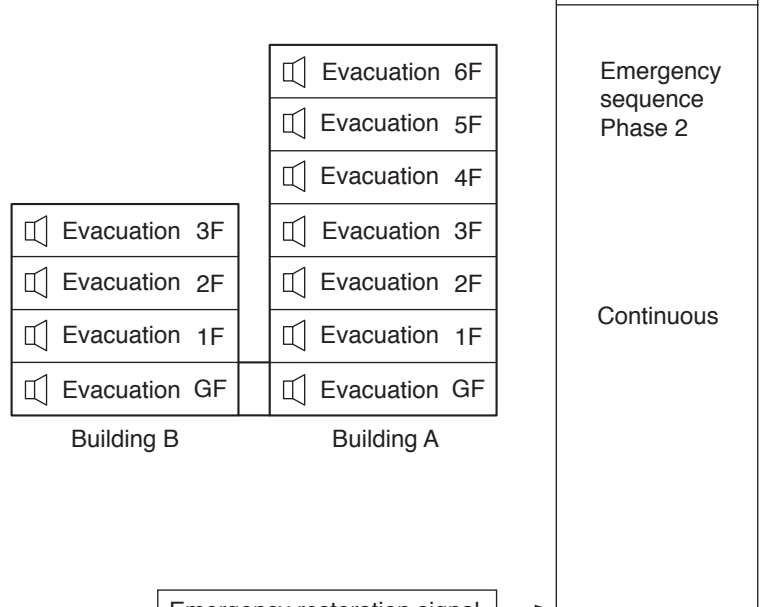 Evacuation 6F
Evacuation 5F
Evacuation 4F
Evacuation 3F
Evacuation 2F
Evacuation 1F
Evacuation GF
Building A
Evacuation 3F
Evacuation 2F
Evacuation 1F
Evacuation GF
Building B
Emergency
sequence
Phase 2
Continuous
Emergency restoration signal